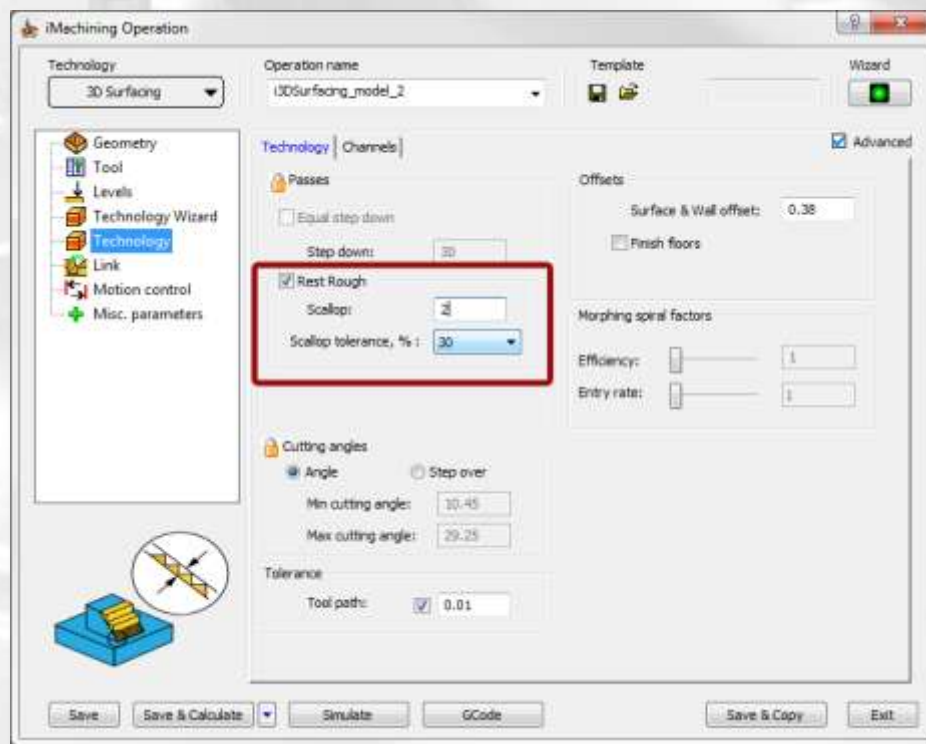 iMachining Operation
Technology
Operation name
Template
Wizard
3D Surfacing
i3DSurfacing_model_2
Geometry
Tool
Levels
Technology Wizard
Technology
Link
Motion control
Misc. parameters
Technology
Channels
Advanced
Passes
Equal step down
Step down:
30
Rest Rough
Scallop:
2
Scallop tolerance, % :
30
Offsets
Surface & Wall offset:
0.38
Finish floors
Morphing spiral factors
Efficiency:
1
Entry rate:
1
Cutting angles
Angle
Step over
Min cutting angle:
10.45
Max cutting angle:
29.25
Tolerance
Tool path:
0.01
Save
Save & Calculate
Simulate
GCode
Save & Copy
Exit